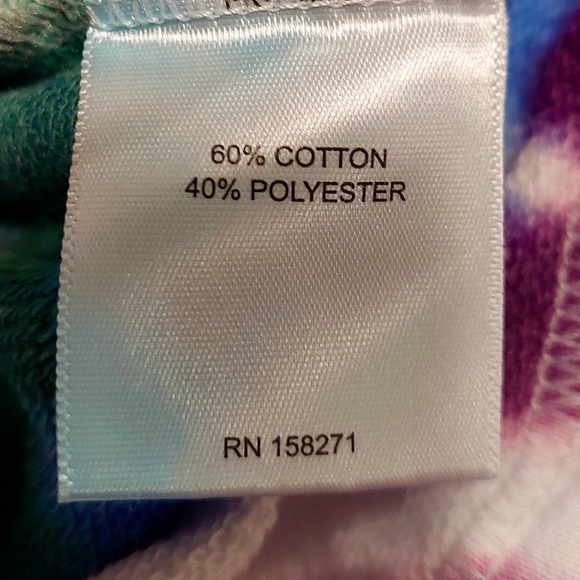 60% COTTON
40% POLYESTER
RN 158271